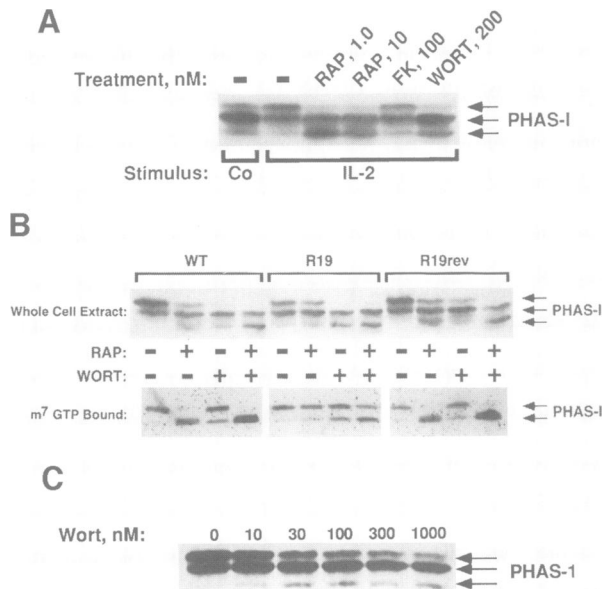 A
Treatment, nM: - - RAP, 1.0 RAP, 10 FK, 100 WORT, 200
PHAS-I
Stimulus: Co IL-2
B
WT R19 R19rev
Whole Cell Extract: PHAS-I
RAP: - + - + - + - + - + - +
WORT: - - + + - - + + - - + +
m7 GTP Bound: PHAS-I
C
Wort, nM: 0 10 30 100 300 1000
PHAS-1